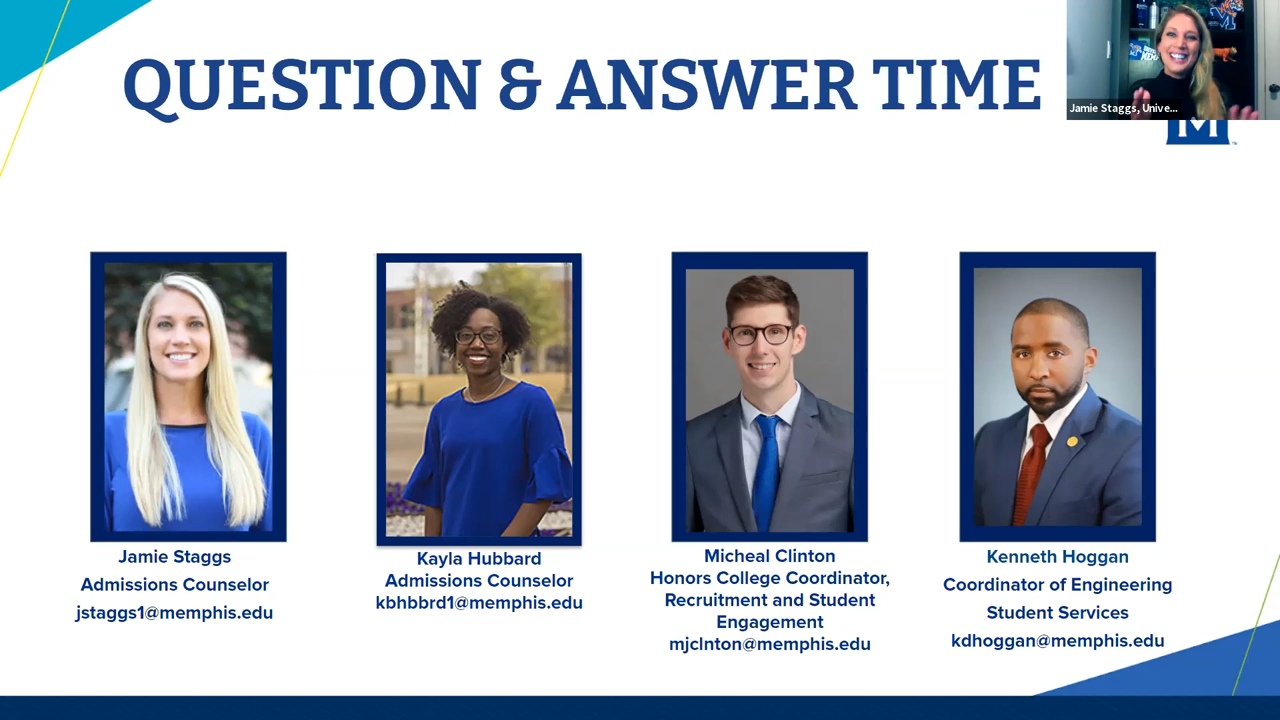 QUESTION & ANSWER TIME
Jamie Staggs, Unive...
M
Jamie Staggs
Admissions Counselor
jstaggs1@memphis.edu
Kayla Hubbard
Admissions Counselor
kbhbbrd1@memphis.edu
Micheal Clinton
Honors College Coordinator,
Recruitment and Student
Engagement
mjclnton@memphis.edu
Kenneth Hoggan
Coordinator of Engineering
Student Services
kdhoggan@memphis.edu